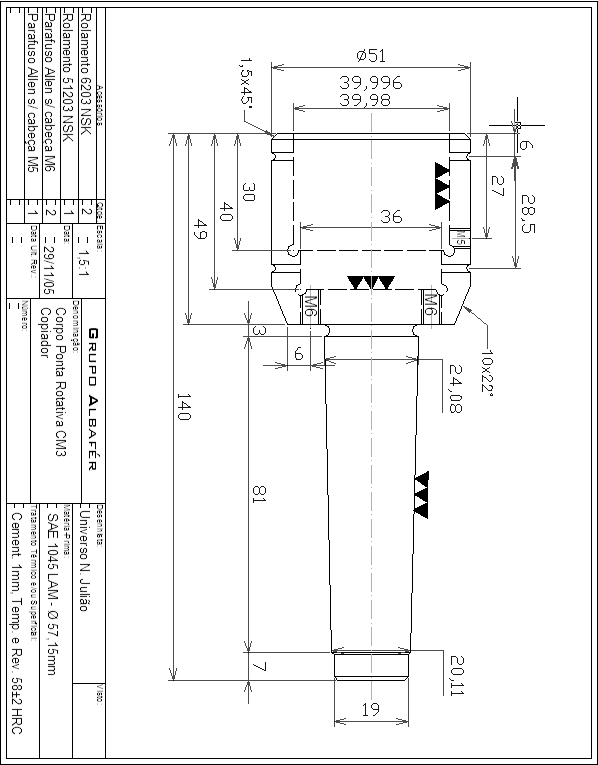 Ø51
39,996
39,98
1,5x45°
6
27
28,5
30
40
49
36
M5
M6
M6
10x22°
3
6
24,08
140
81
20,11
7
19
Acessórios
Qtde
Rolamento 6203 NSK
2
Rolamento 51203 NSK
1
Parafuso Allen s/ cabeça M6
2
Parafuso Allen s/ cabeça M5
1
Escala:
1,5:1
Data:
29/11/05
Data Ult. Rev.:
GRUPO ALBAFÉR
Denominação:
Corpo Ponta Rotativa CM3
Copiador
Número:
Desenhista:
Universo N. Julião
Visto:
Matéria-Prima:
SAE 1045 LAM - Ø 57,15mm
Tratamento Térmico e/ou Superficial:
Cement. 1mm, Temp. e Rev. 58±2 HRC